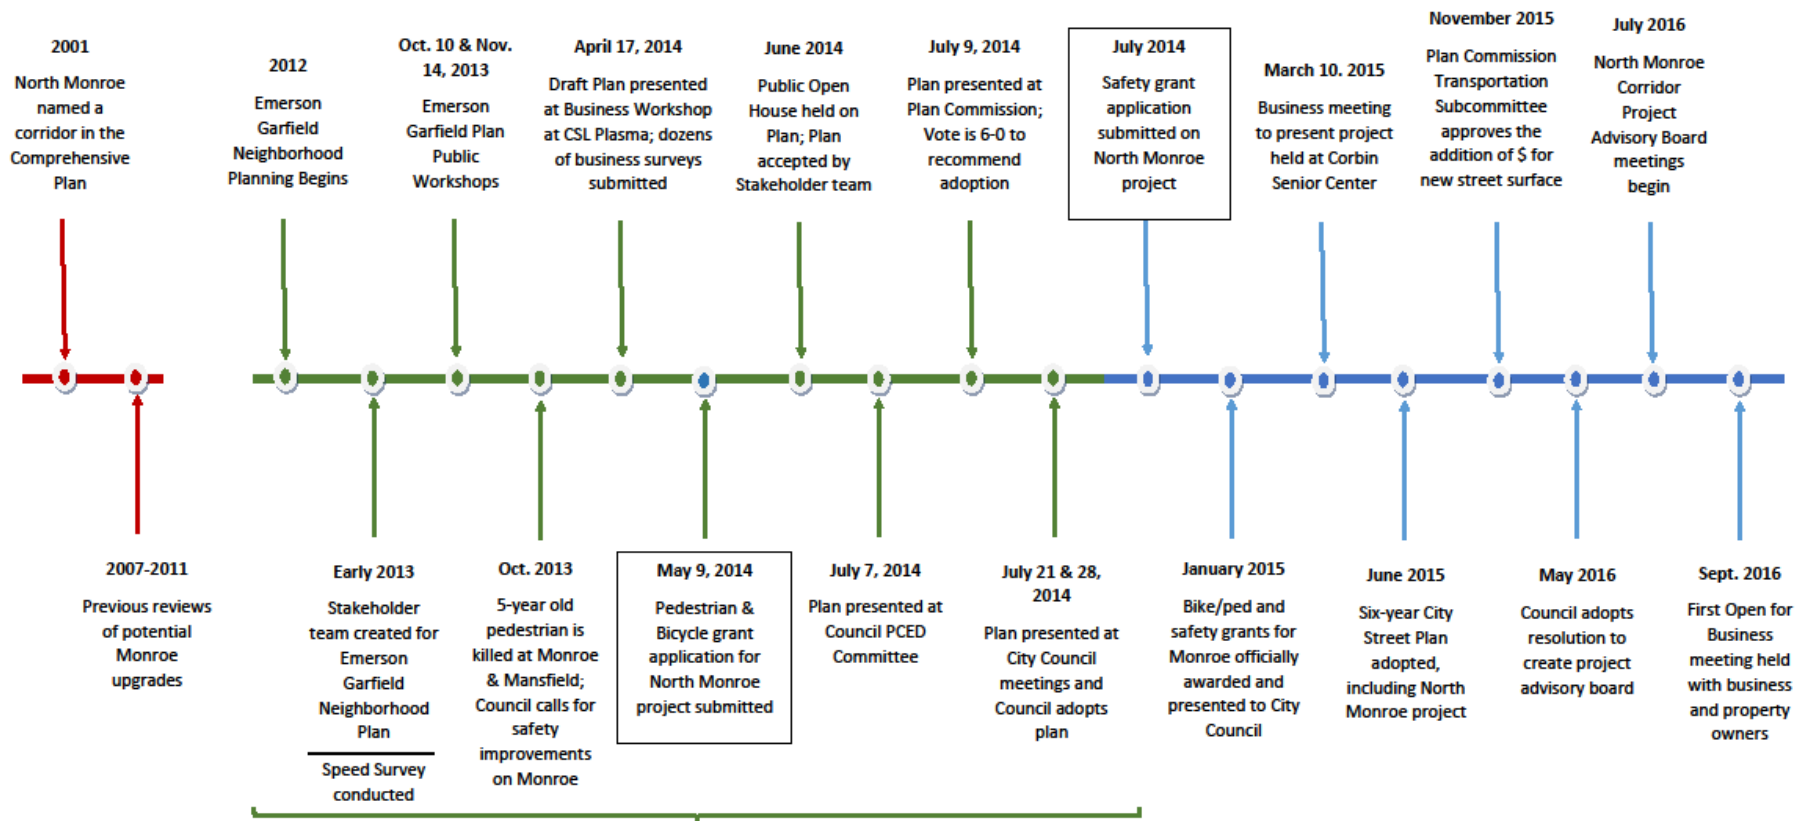 2001
North Monroe
named a
corridor in the
Comprehensive
Plan
2012
Emerson
Garfield
Neighborhood
Planning Begins
Oct. 10 & Nov.
14, 2013
Emerson
Garfield Plan
Public
Workshops
April 17, 2014
Draft Plan presented
at Business Workshop
at CSL Plasma; dozens
of business surveys
submitted
June 2014
Public Open
House held on
Plan; Plan
accepted by
Stakeholder team
July 9, 2014
Plan presented at
Plan Commission;
Vote is 6-0 to
recommend
adoption
July 2014
Safety grant
application
submitted on
North Monroe
project
March 10. 2015
Business meeting
to present project
held at Corbin
Senior Center
November 2015
Plan Commission
Transportation
Subcommittee
approves the
addition of $ for
new street surface
July 2016
North Monroe
Corridor
Project
Advisory Board
meetings
begin
2007-2011
Previous reviews
of potential
Monroe
upgrades
Early 2013
Stakeholder
team created for
Emerson
Garfield
Neighborhood
Plan
Speed Survey
conducted
Oct. 2013
5-year old
pedestrian is
killed at Monroe
& Mansfield;
Council calls for
safety
improvements
on Monroe
May 9, 2014
Pedestrian &
Bicycle grant
application for
North Monroe
project submitted
July 7, 2014
Plan presented at
Council PCED
Committee
July 21 & 28,
2014
Plan presented at
City Council
meetings and
Council adopts
plan
January 2015
Bike/ped and
safety grants for
Monroe officially
awarded and
presented to City
Council
June 2015
Six-year City
Street Plan
adopted,
including North
Monroe project
May 2016
Council adopts
resolution to
create project
advisory board
Sept. 2016
First Open for
Business
meeting held
with business
and property
owners